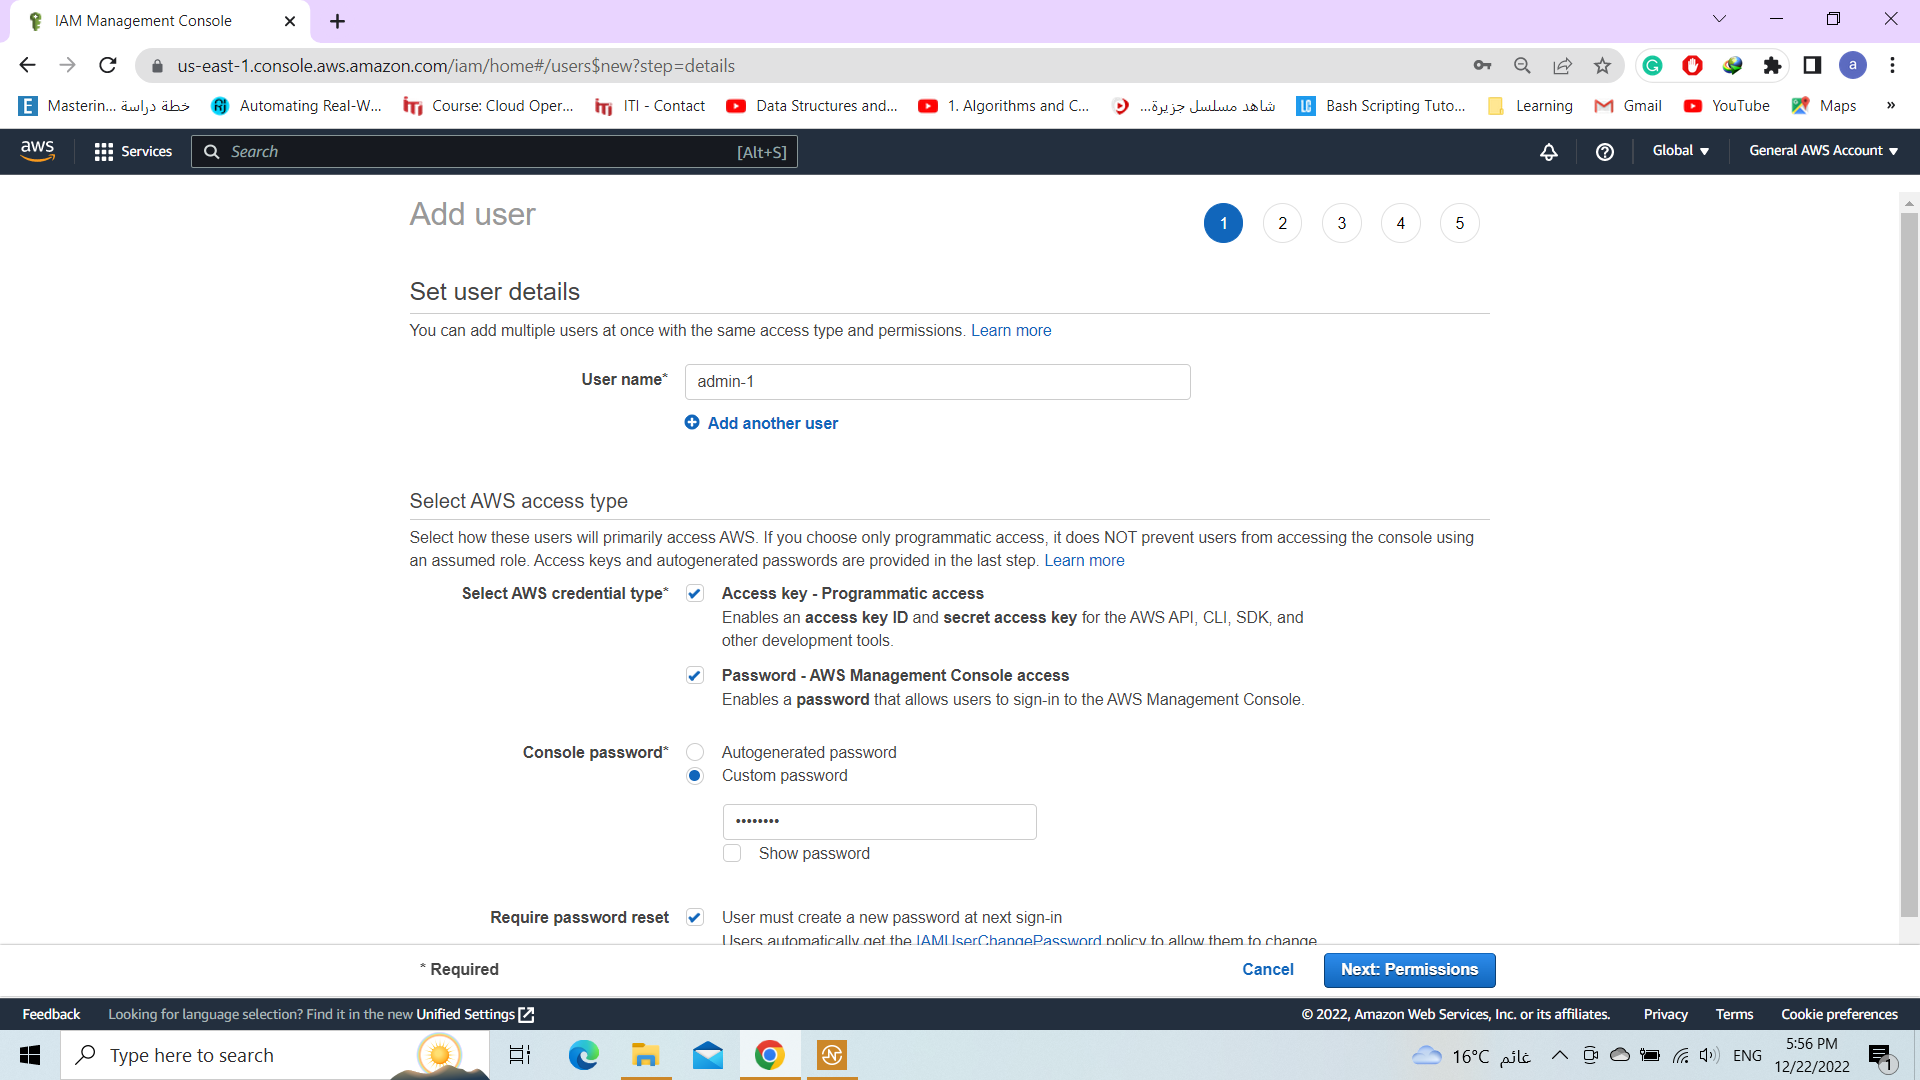 IAM Management Console
us-east-1.console.aws.amazon.com/iam/home#/users$new?step=details
a
Masterin... خطة دراسة
Automating Real-W...
Course: Cloud Oper...
ITI - Contact
Data Structures and...
1. Algorithms and C...
شاهد مسلسل جزيرة...
Bash Scripting Tuto...
Learning
Gmail
YouTube
Maps
»
aws
Services
Search
[Alt+S]
Global
General AWS Account
Add user
1 2 3 4 5
Set user details
You can add multiple users at once with the same access type and permissions. Learn more
User name*
admin-1
Add another user
Select AWS access type
Select how these users will primarily access AWS. If you choose only programmatic access, it does NOT prevent users from accessing the console using
an assumed role. Access keys and autogenerated passwords are provided in the last step. Learn more
Select AWS credential type*
Access key - Programmatic access
Enables an access key ID and secret access key for the AWS API, CLI, SDK, and
other development tools.
Password - AWS Management Console access
Enables a password that allows users to sign-in to the AWS Management Console.
Console password*
Autogenerated password
Custom password
••••••••
Show password
Require password reset
User must create a new password at next sign-in
Users automatically get the IAMUserChangePassword policy to allow them to change
* Required
Cancel
Next: Permissions
Feedback
Looking for language selection? Find it in the new Unified Settings
© 2022, Amazon Web Services, Inc. or its affiliates.
Privacy
Terms
Cookie preferences
Type here to search
16°C غائم
ENG
5:56 PM
12/22/2022
1